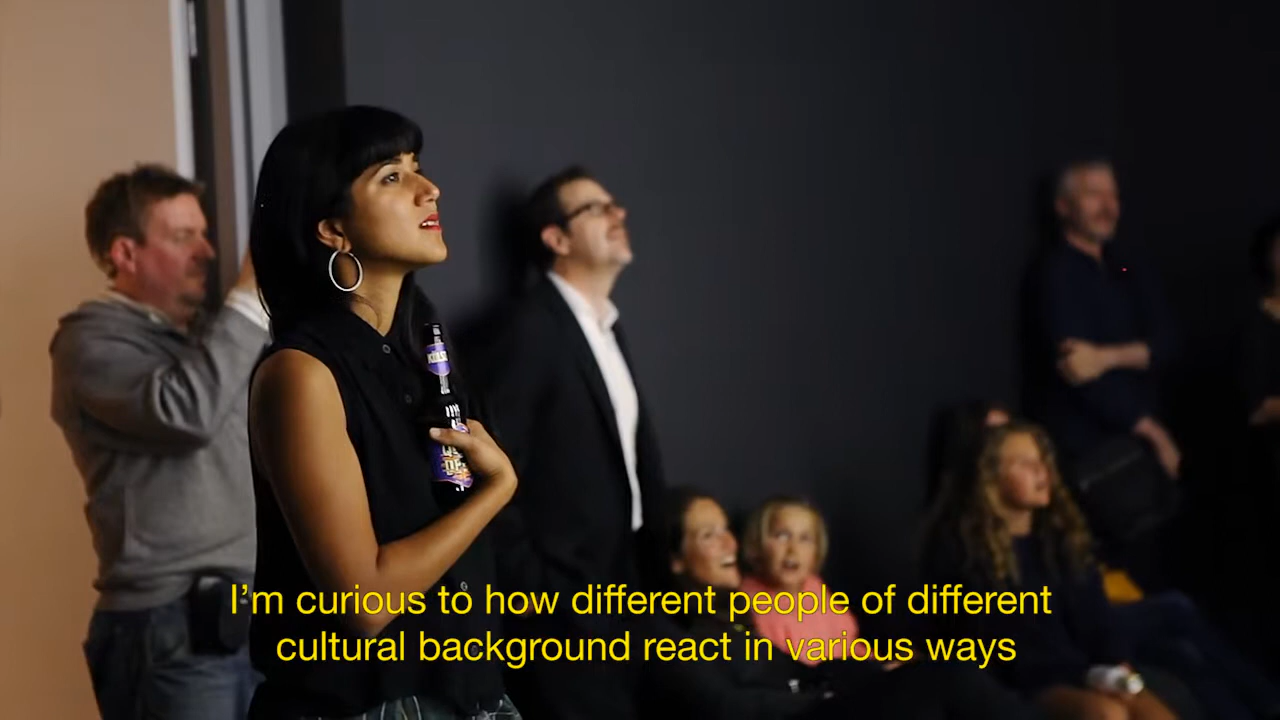 I’m curious to how different people of different
cultural background react in various ways